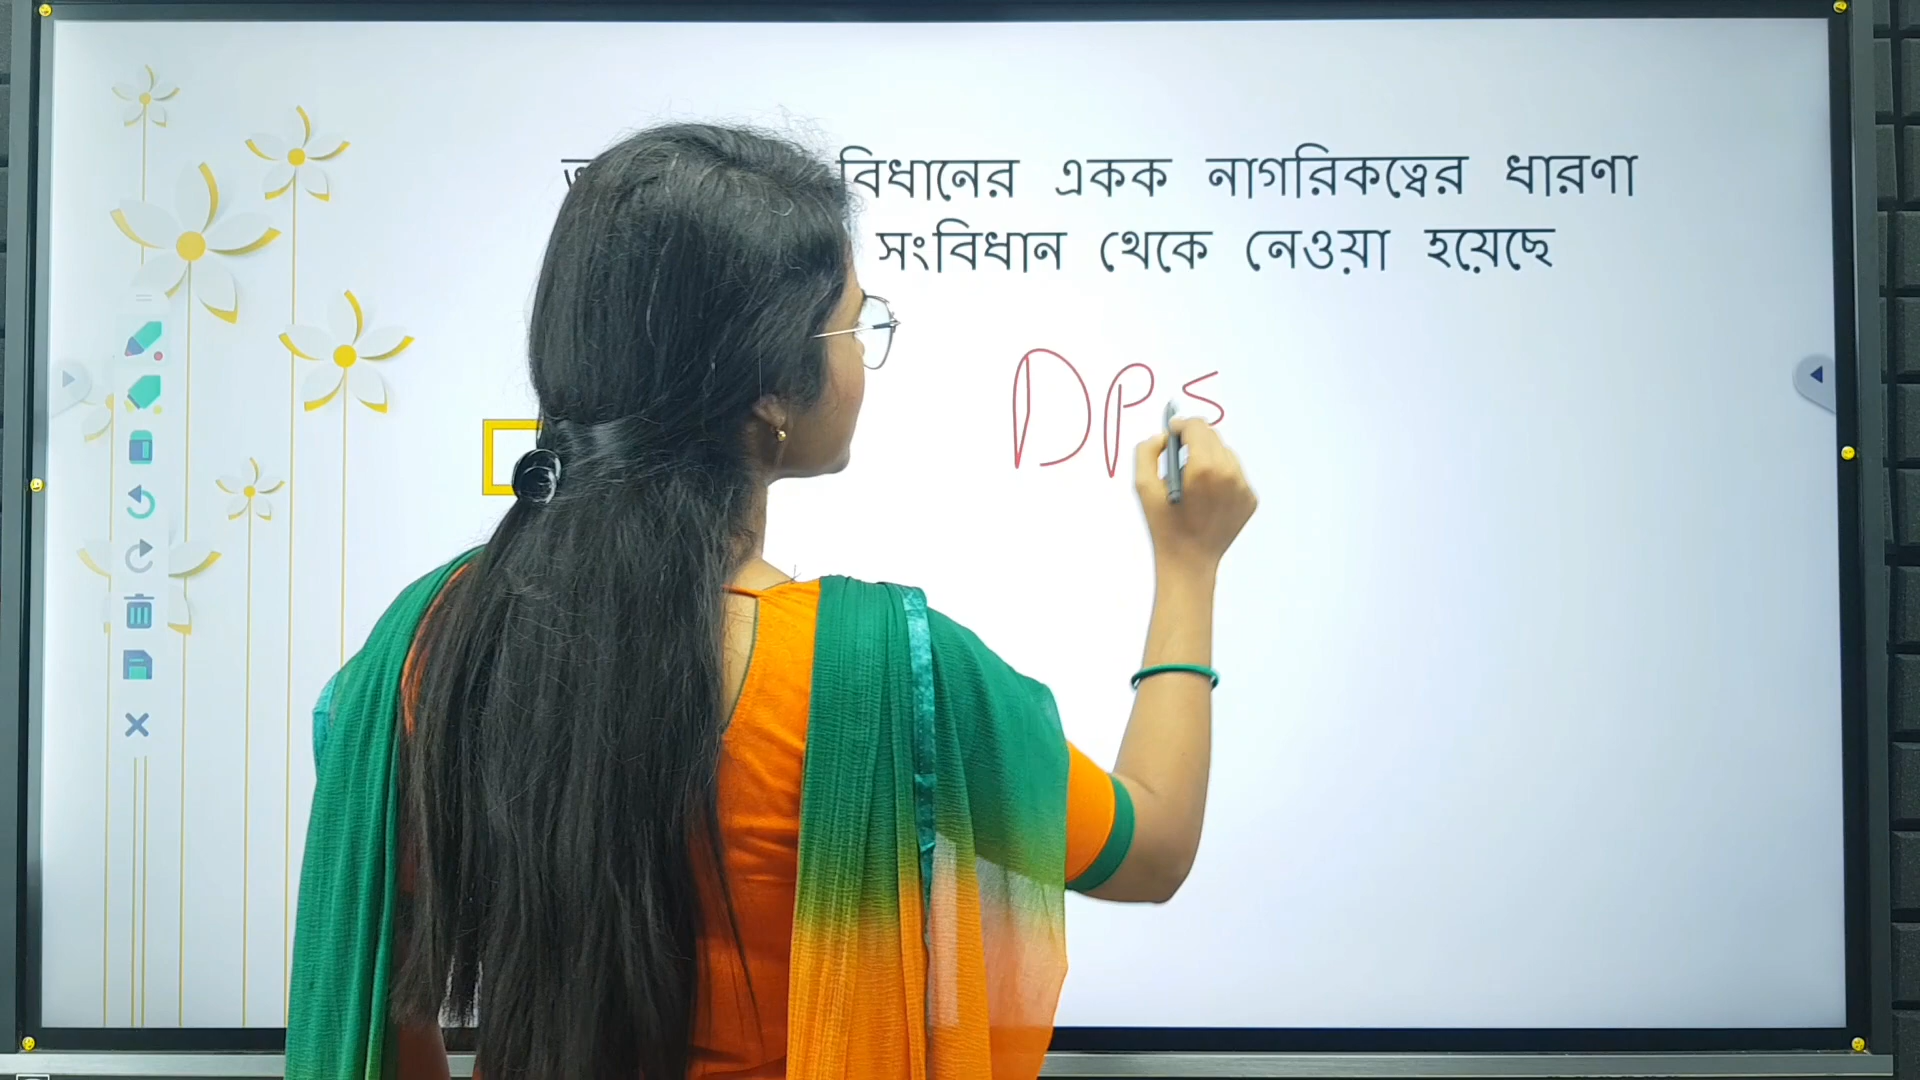 বিধানের একক নাগরিকত্বের ধারণা
সংবিধান থেকে নেওয়া হয়েছে
DPS